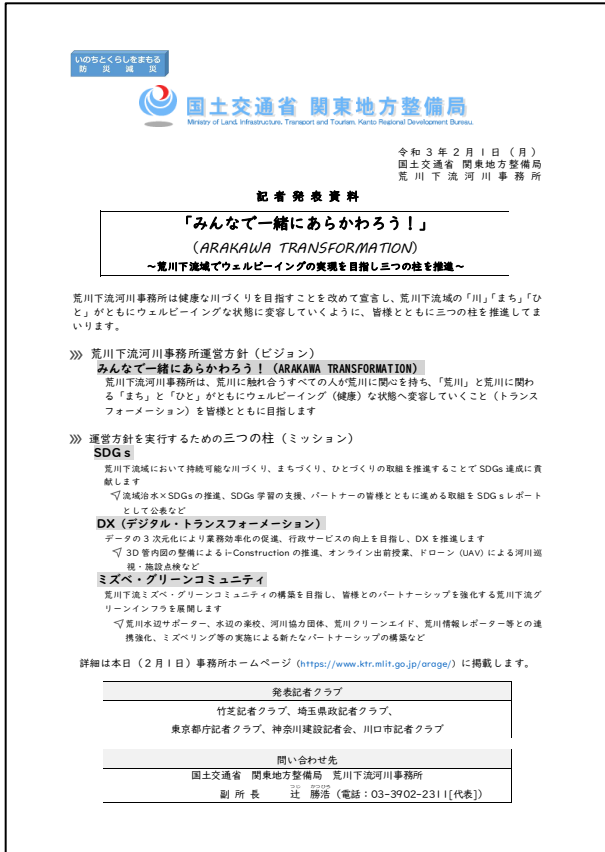 いのちとくらしをまもる
防災減災
国土交通省 関東地方整備局
Ministry of Land, Infrastructure, Transport and Tourism. Kanto Regional Development Bureau.
令和3年2月1日(月)
国土交通省 関東地方整備局
荒川下流河川事務所
記者発表資料
「みんなで一緒にあらかわろう！」
(ARAKAWA TRANSFORMATION)
～荒川下流域でウェルビーイングの実現を目指し三つの柱を推進～
荒川下流河川事務所は健康な川づくりを目指すことを改めて宣言し、荒川下流域の「川」「まち」「ひ
と」がともにウェルビーイングな状態に変容していくように、皆様とともに三つの柱を推進してま
いります。
》》 荒川下流河川事務所運営方針（ビジョン）
みんなで一緒にあらかわろう！（ARAKAWA TRANSFORMATION）
荒川下流河川事務所は、荒川に触れ合うすべての人が荒川に関心を持ち、「荒川」と荒川に関わ
る「まち」と「ひと」がともにウェルビーイング（健康）な状態へ変容していくこと（トランス
フォーメーション）を皆様とともに目指します
》》 運営方針を実行するための三つの柱（ミッション）
SDGｓ
荒川下流域において持続可能な川づくり、まちづくり、ひとづくりの取組を推進することで SDGs 達成に貢
献します
流域治水×SDGsの推進、SDGs 学習の支援、パートナーの皆様とともに進める取組を SDGｓレポート
として公表など
DX（デジタル・トランスフォーメーション）
データの３次元化により業務効率化の促進、行政サービスの向上を目指し、DX を推進します
3D 管内図の整備による i-Construction の推進、オンライン出前授業、ドローン（UAV）による河川巡
視・施設点検など
ミズベ・グリーンコミュニティ
荒川下流ミズベ・グリーンコミュニティの構築を目指し、皆様とのパートナーシップを強化する荒川下流グ
リーンインフラを展開します
荒川水辺サポーター、水辺の楽校、河川協力団体、荒川クリーンエイド、荒川情報レポーター等との連
携強化、ミズベリング等の実施による新たなパートナーシップの構築など
詳細は本日（２月１日）事務所ホームページ（https://www.ktr.mlit.go.jp/arage/）に掲載します。
発表記者クラブ
竹芝記者クラブ、埼玉県政記者クラブ、
東京都庁記者クラブ、神奈川建設記者会、川口市記者クラブ
問い合わせ先
国土交通省 関東地方整備局 荒川下流河川事務所
副所長 辻 勝浩（電話：03-3902-2311[代表]）